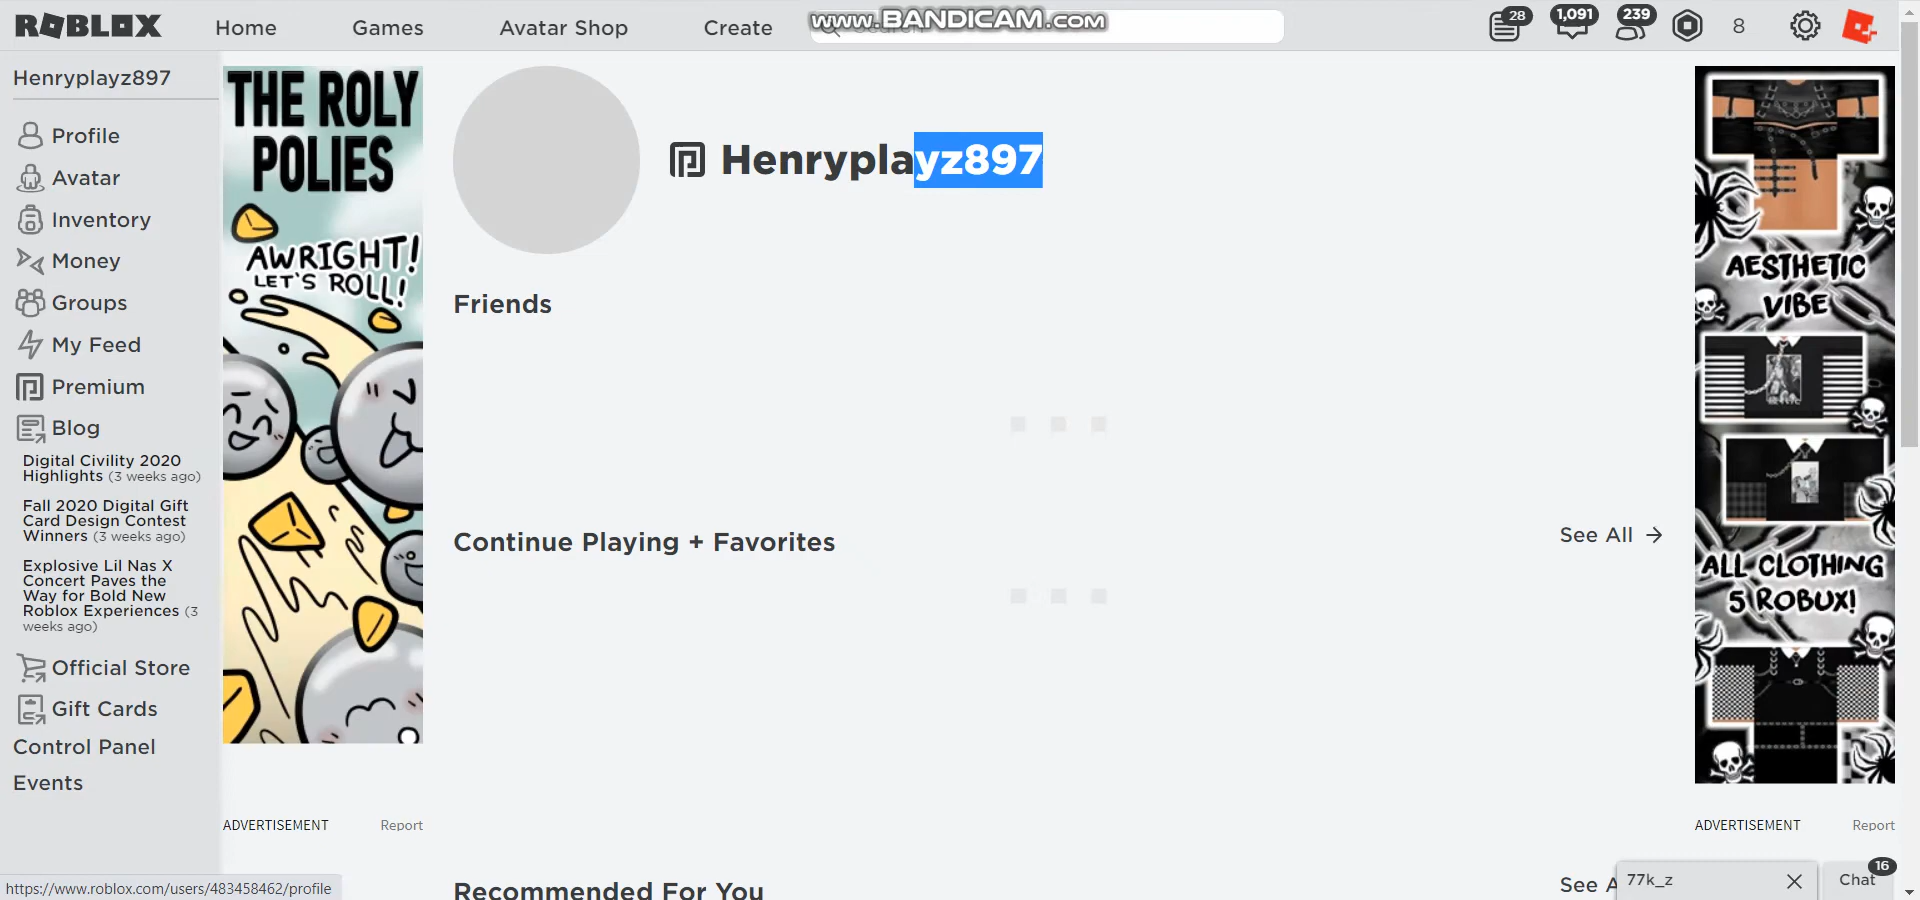 ROBLOX
Home
Games
Avatar Shop
Create
www.BANDICAM.com
28
1,091
239
8
Henryplayz897
Profile
Avatar
Inventory
Money
Groups
My Feed
Premium
Blog
Digital Civility 2020
Highlights (3 weeks ago)
Fall 2020 Digital Gift
Card Design Contest
Winners (3 weeks ago)
Explosive Lil Nas X
Concert Paves the
Way for Bold New
Roblox Experiences (3
weeks ago)
Official Store
Gift Cards
Control Panel
Events
https://www.roblox.com/users/483458462/profile
THE ROLY
POLIES
AWRIGHT!
LET'S ROLL!
ADVERTISEMENT
Report
Henryplayz897
Friends
Continue Playing + Favorites
See All
Recommended For You
See A
AESTHETIC
VIBE
ALL CLOTHING
5 ROBUX!
ADVERTISEMENT
Report
77k_z
Chat
16